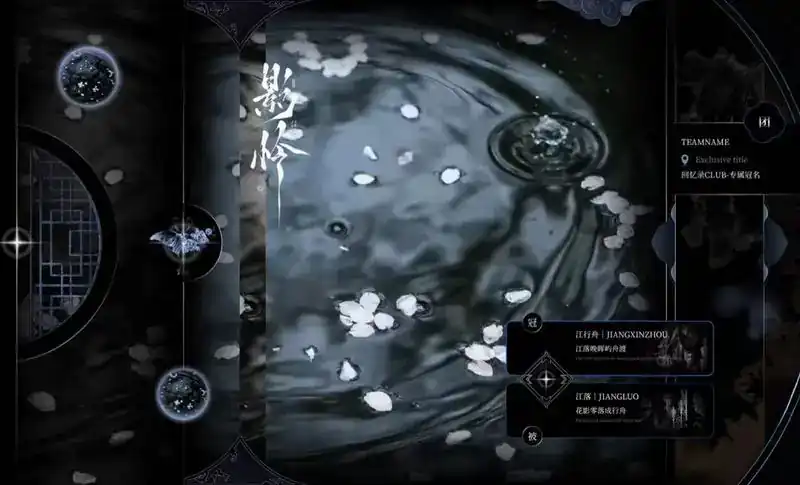 影怜
团
TEAMNAME
Exclusive title
回忆录CLUB-专属冠名
冠
江行舟｜JIANGXINZHOU
江落晚辉屿舟渡
江落｜JIANGLUO
花影零落成行舟
被